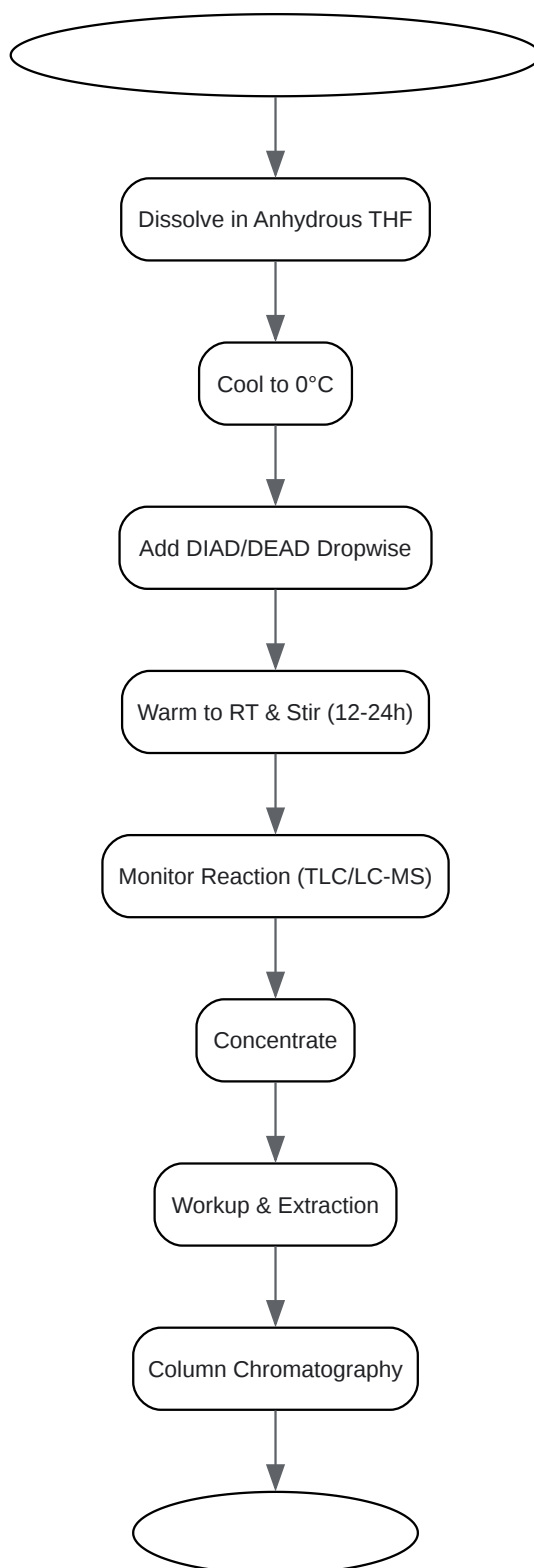 Dissolve in Anhydrous THF
Cool to 0°C
Add DIAD/DEAD Dropwise
Warm to RT & Stir (12-24h)
Monitor Reaction (TLC/LC-MS)
Concentrate
Workup & Extraction
Column Chromatography